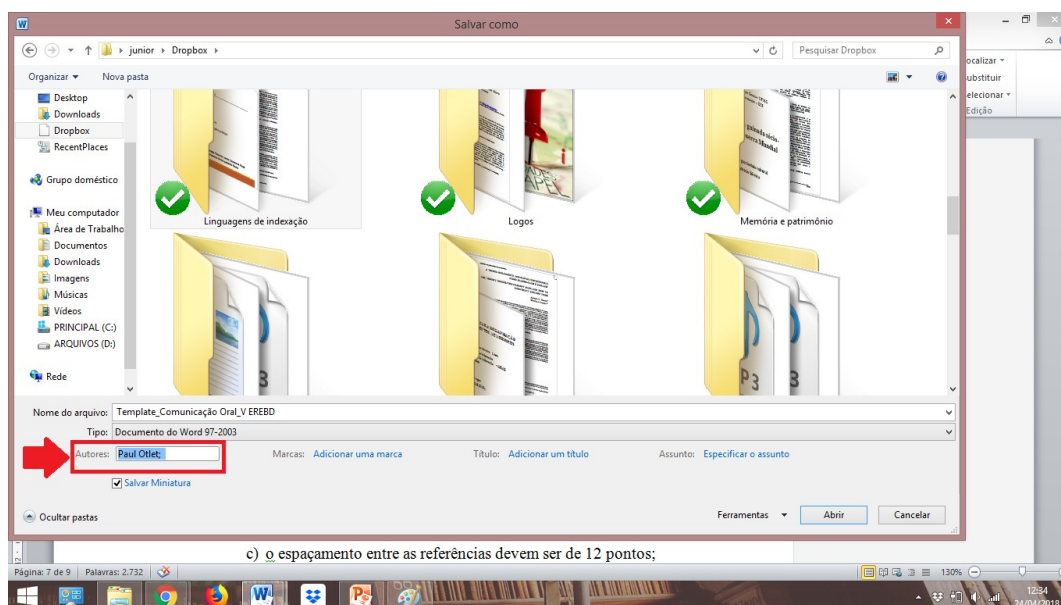 Salvar como
junior Dropbox
Pesquisar Dropbox
ocalizar
ubstituir
elecionar
Edição
Organizar
Nova pasta
Desktop
Downloads
Dropbox
RecentPlaces
Grupo doméstico
Meu computador
Área de Trabalho
Documentos
Downloads
Imagens
Músicas
Vídeos
PRINCIPAL (C:)
ARQUIVOS (D:)
Rede
Linguagens de indexação
Logos
Memória e patrimônio
Nome do arquivo: Template_Comunicação Oral_V EREBD
Tipo: Documento do Word 97-2003
Autores: Paul Otlet;
Marcas: Adicionar uma marca
Título: Adicionar um título
Assunto: Especificar o assunto
Salvar Miniatura
Ocultar pastas
Ferramentas
Abrir
Cancelar
c) o espaçamento entre as referências devem ser de 12 pontos;
Página: 7 de 9 Palavras: 2.732
130%
12:34
24/04/2018